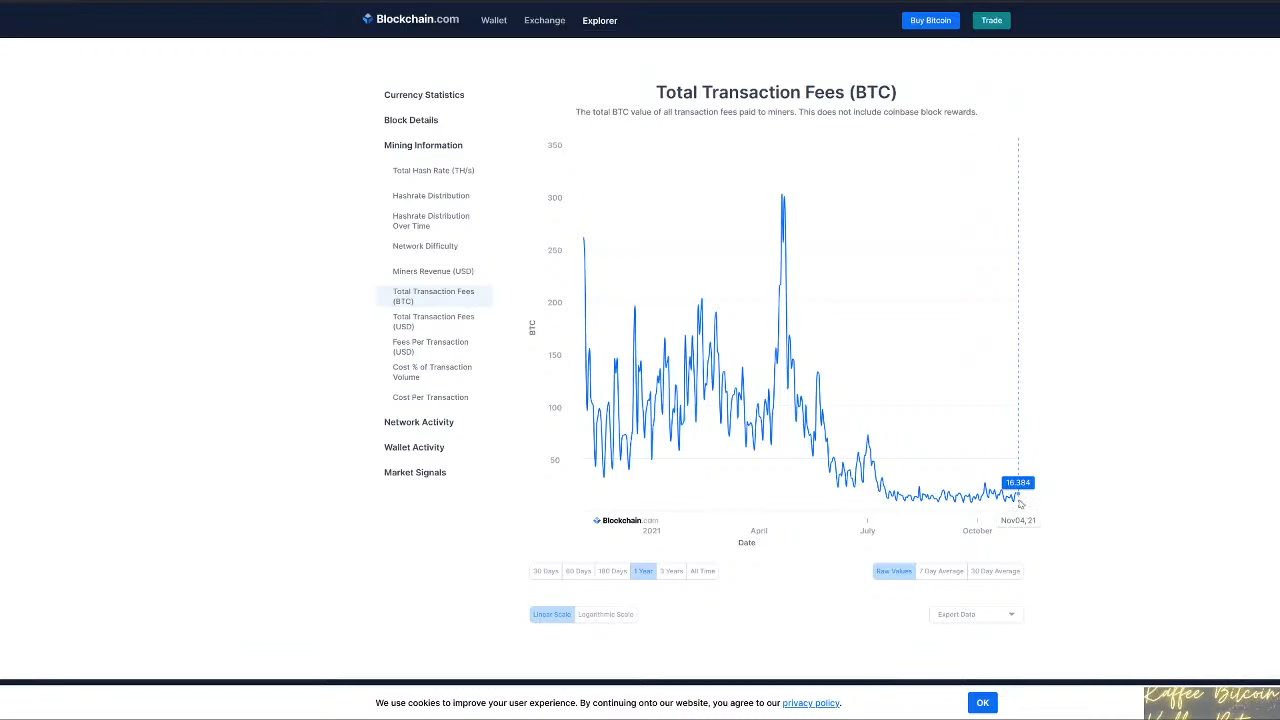 Blockchain.com Wallet Exchange Explorer Buy Bitcoin Trade
Currency Statistics
Block Details
Mining Information
Total Hash Rate (TH/s)
Hashrate Distribution
Hashrate Distribution
Over Time
Network Difficulty
Miners Revenue (USD)
Total Transaction Fees
(BTC)
Total Transaction Fees
(USD)
Fees Per Transaction
(USD)
Cost % of Transaction
Volume
Cost Per Transaction
Network Activity
Wallet Activity
Market Signals
Total Transaction Fees (BTC)
The total BTC value of all transaction fees paid to miners. This does not include coinbase block rewards.
350
300
250
200
150
100
50
BTC
16.384
Blockchain.com
2021 April July October
Nov04,21
Date
30 Days 60 Days 180 Days 1 Year 3 Years All Time
Raw Values 7 Day Average 30 Day Average
Linear Scale Logarithmic Scale
Export Data
We use cookies to improve your user experience. By continuing onto our website, you agree to our privacy policy. OK
Kaffee Bitcoin
Kaffee Bit